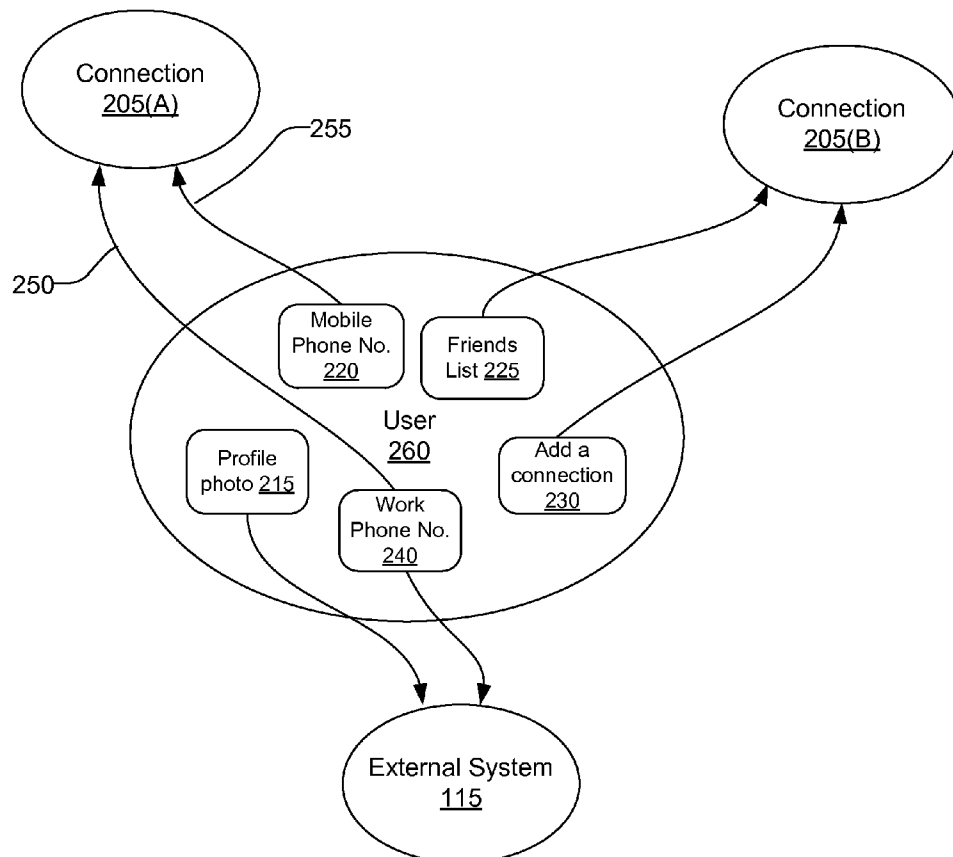 Connection
205(A)
Connection
205(B)
255
250
Mobile
Phone No.
220
Friends
List 225
User
260
Profile
photo 215
Add a
connection
230
Work
Phone No.
240
External System
115